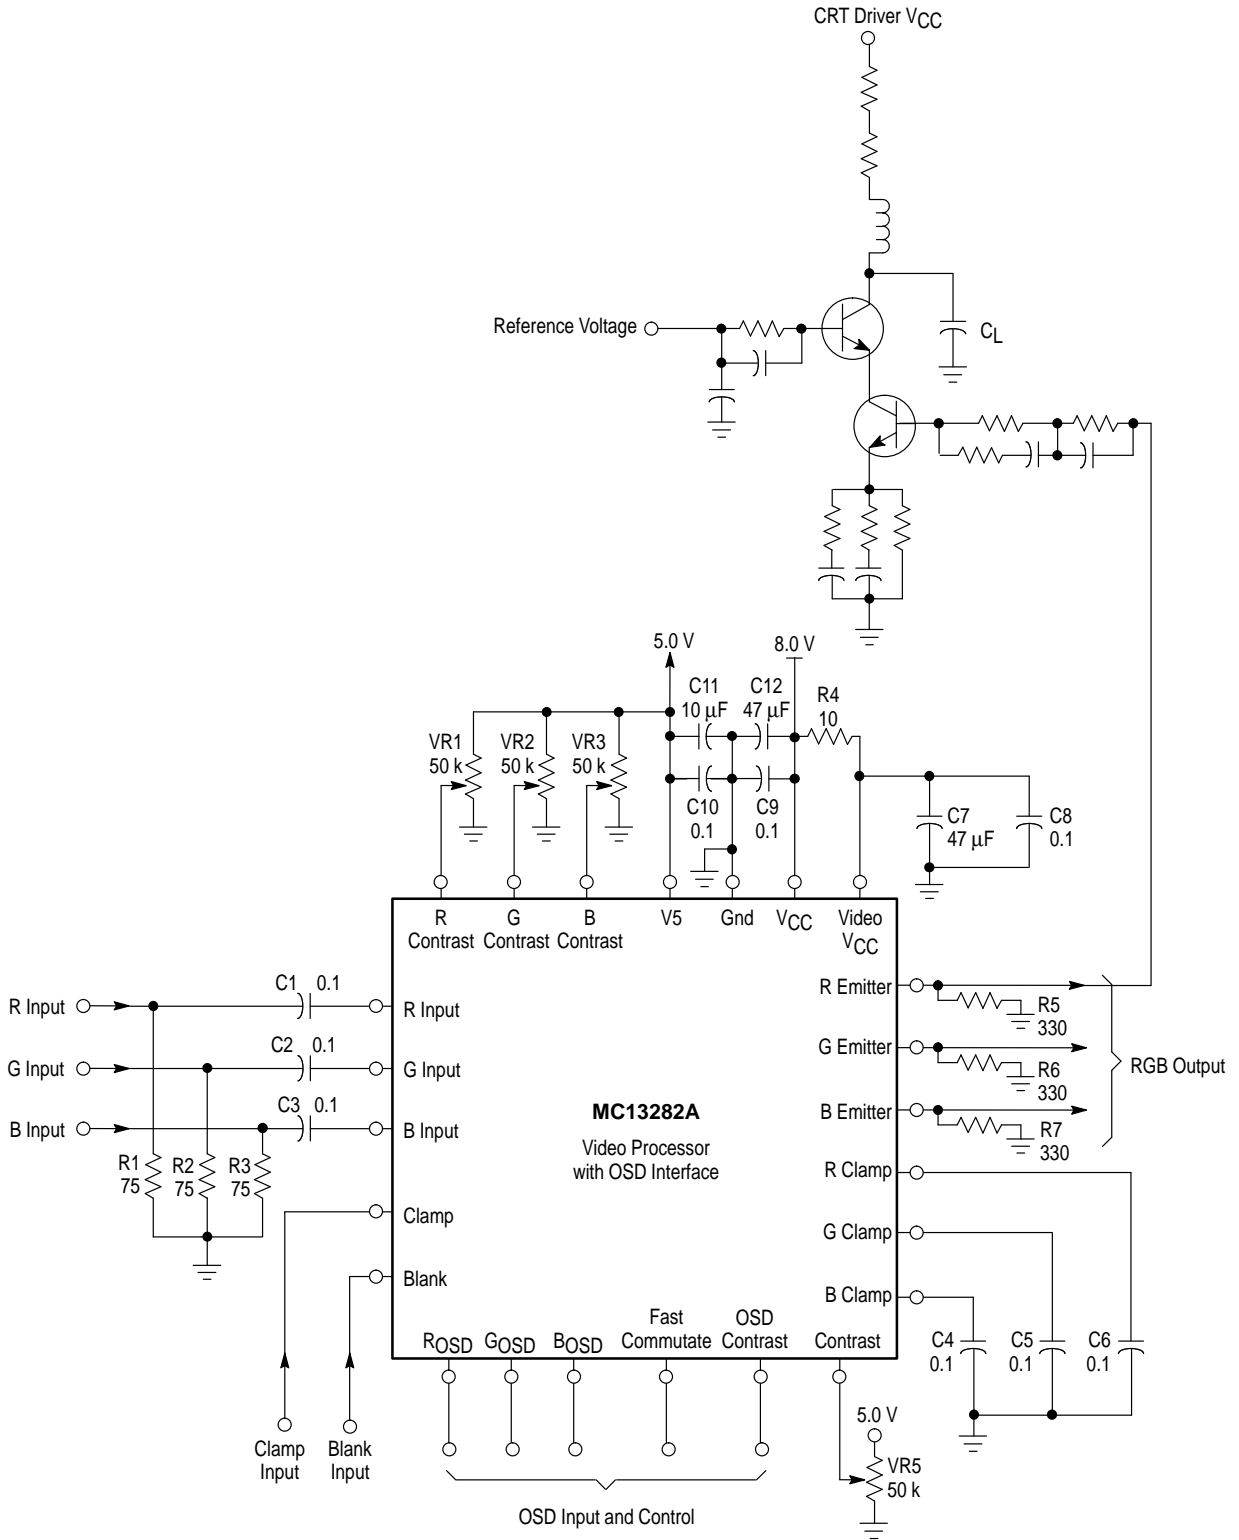 CRT Driver VCC
Reference Voltage
CL
5.0 V
8.0 V
C11
10 µF
C12
47 µF
R4
10
VR1
50 k
VR2
50 k
VR3
50 k
C10
0.1
C9
0.1
C7
47 µF
C8
0.1
R
Contrast
G
Contrast
B
Contrast
V5
Gnd
VCC
Video
VCC
R Input
C1 0.1
R Input
R Emitter
R5
330
G Input
C2 0.1
G Input
G Emitter
R6
330
RGB Output
B Input
C3 0.1
B Input
B Emitter
R7
330
MC13282A
Video Processor
with OSD Interface
R1
75
R2
75
R3
75
R Clamp
Clamp
G Clamp
Blank
B Clamp
C4
0.1
C5
0.1
C6
0.1
ROSD
GOSD
BOSD
Fast
Commutate
OSD
Contrast
Contrast
Clamp
Input
Blank
Input
5.0 V
VR5
50 k
OSD Input and Control